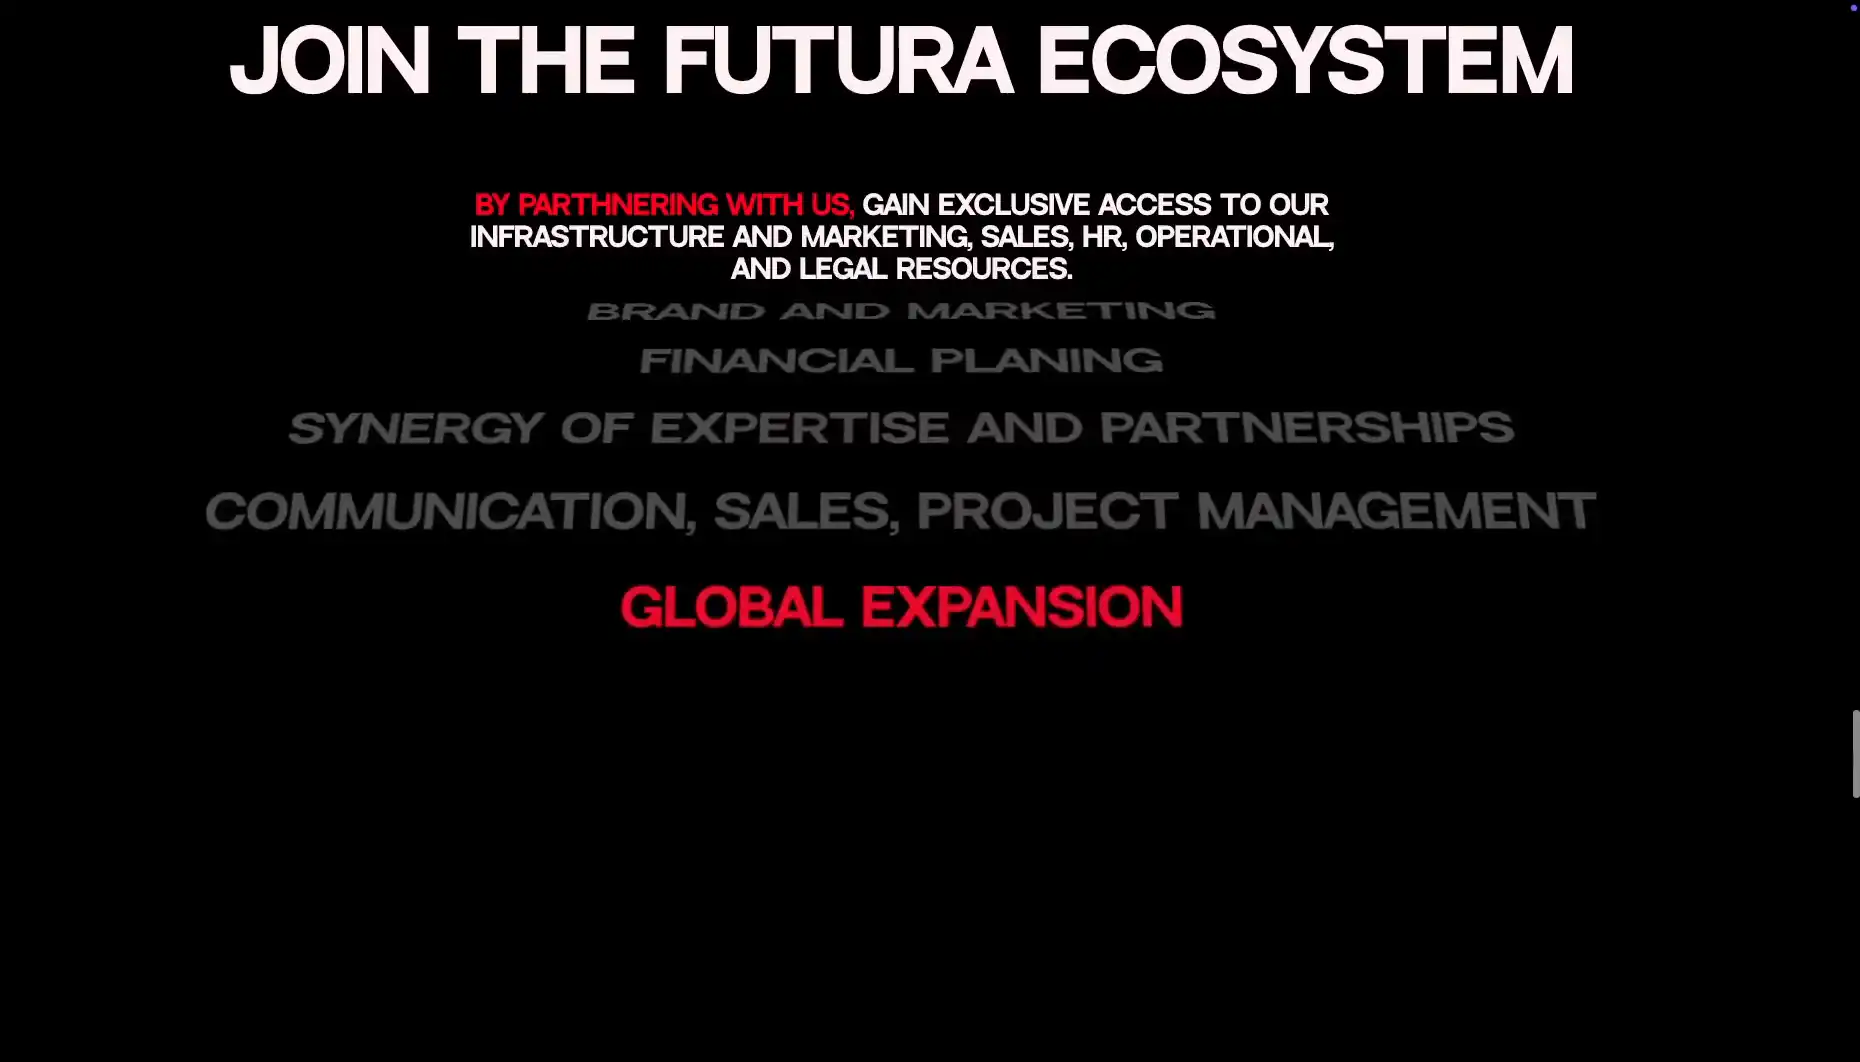 JOIN THE FUTURA ECOSYSTEM
BY PARTHNERING WITH US, GAIN EXCLUSIVE ACCESS TO OUR
INFRASTRUCTURE AND MARKETING, SALES, HR, OPERATIONAL,
AND LEGAL RESOURCES.
BRAND AND MARKETING
FINANCIAL PLANING
SYNERGY OF EXPERTISE AND PARTNERSHIPS
COMMUNICATION, SALES, PROJECT MANAGEMENT
GLOBAL EXPANSION